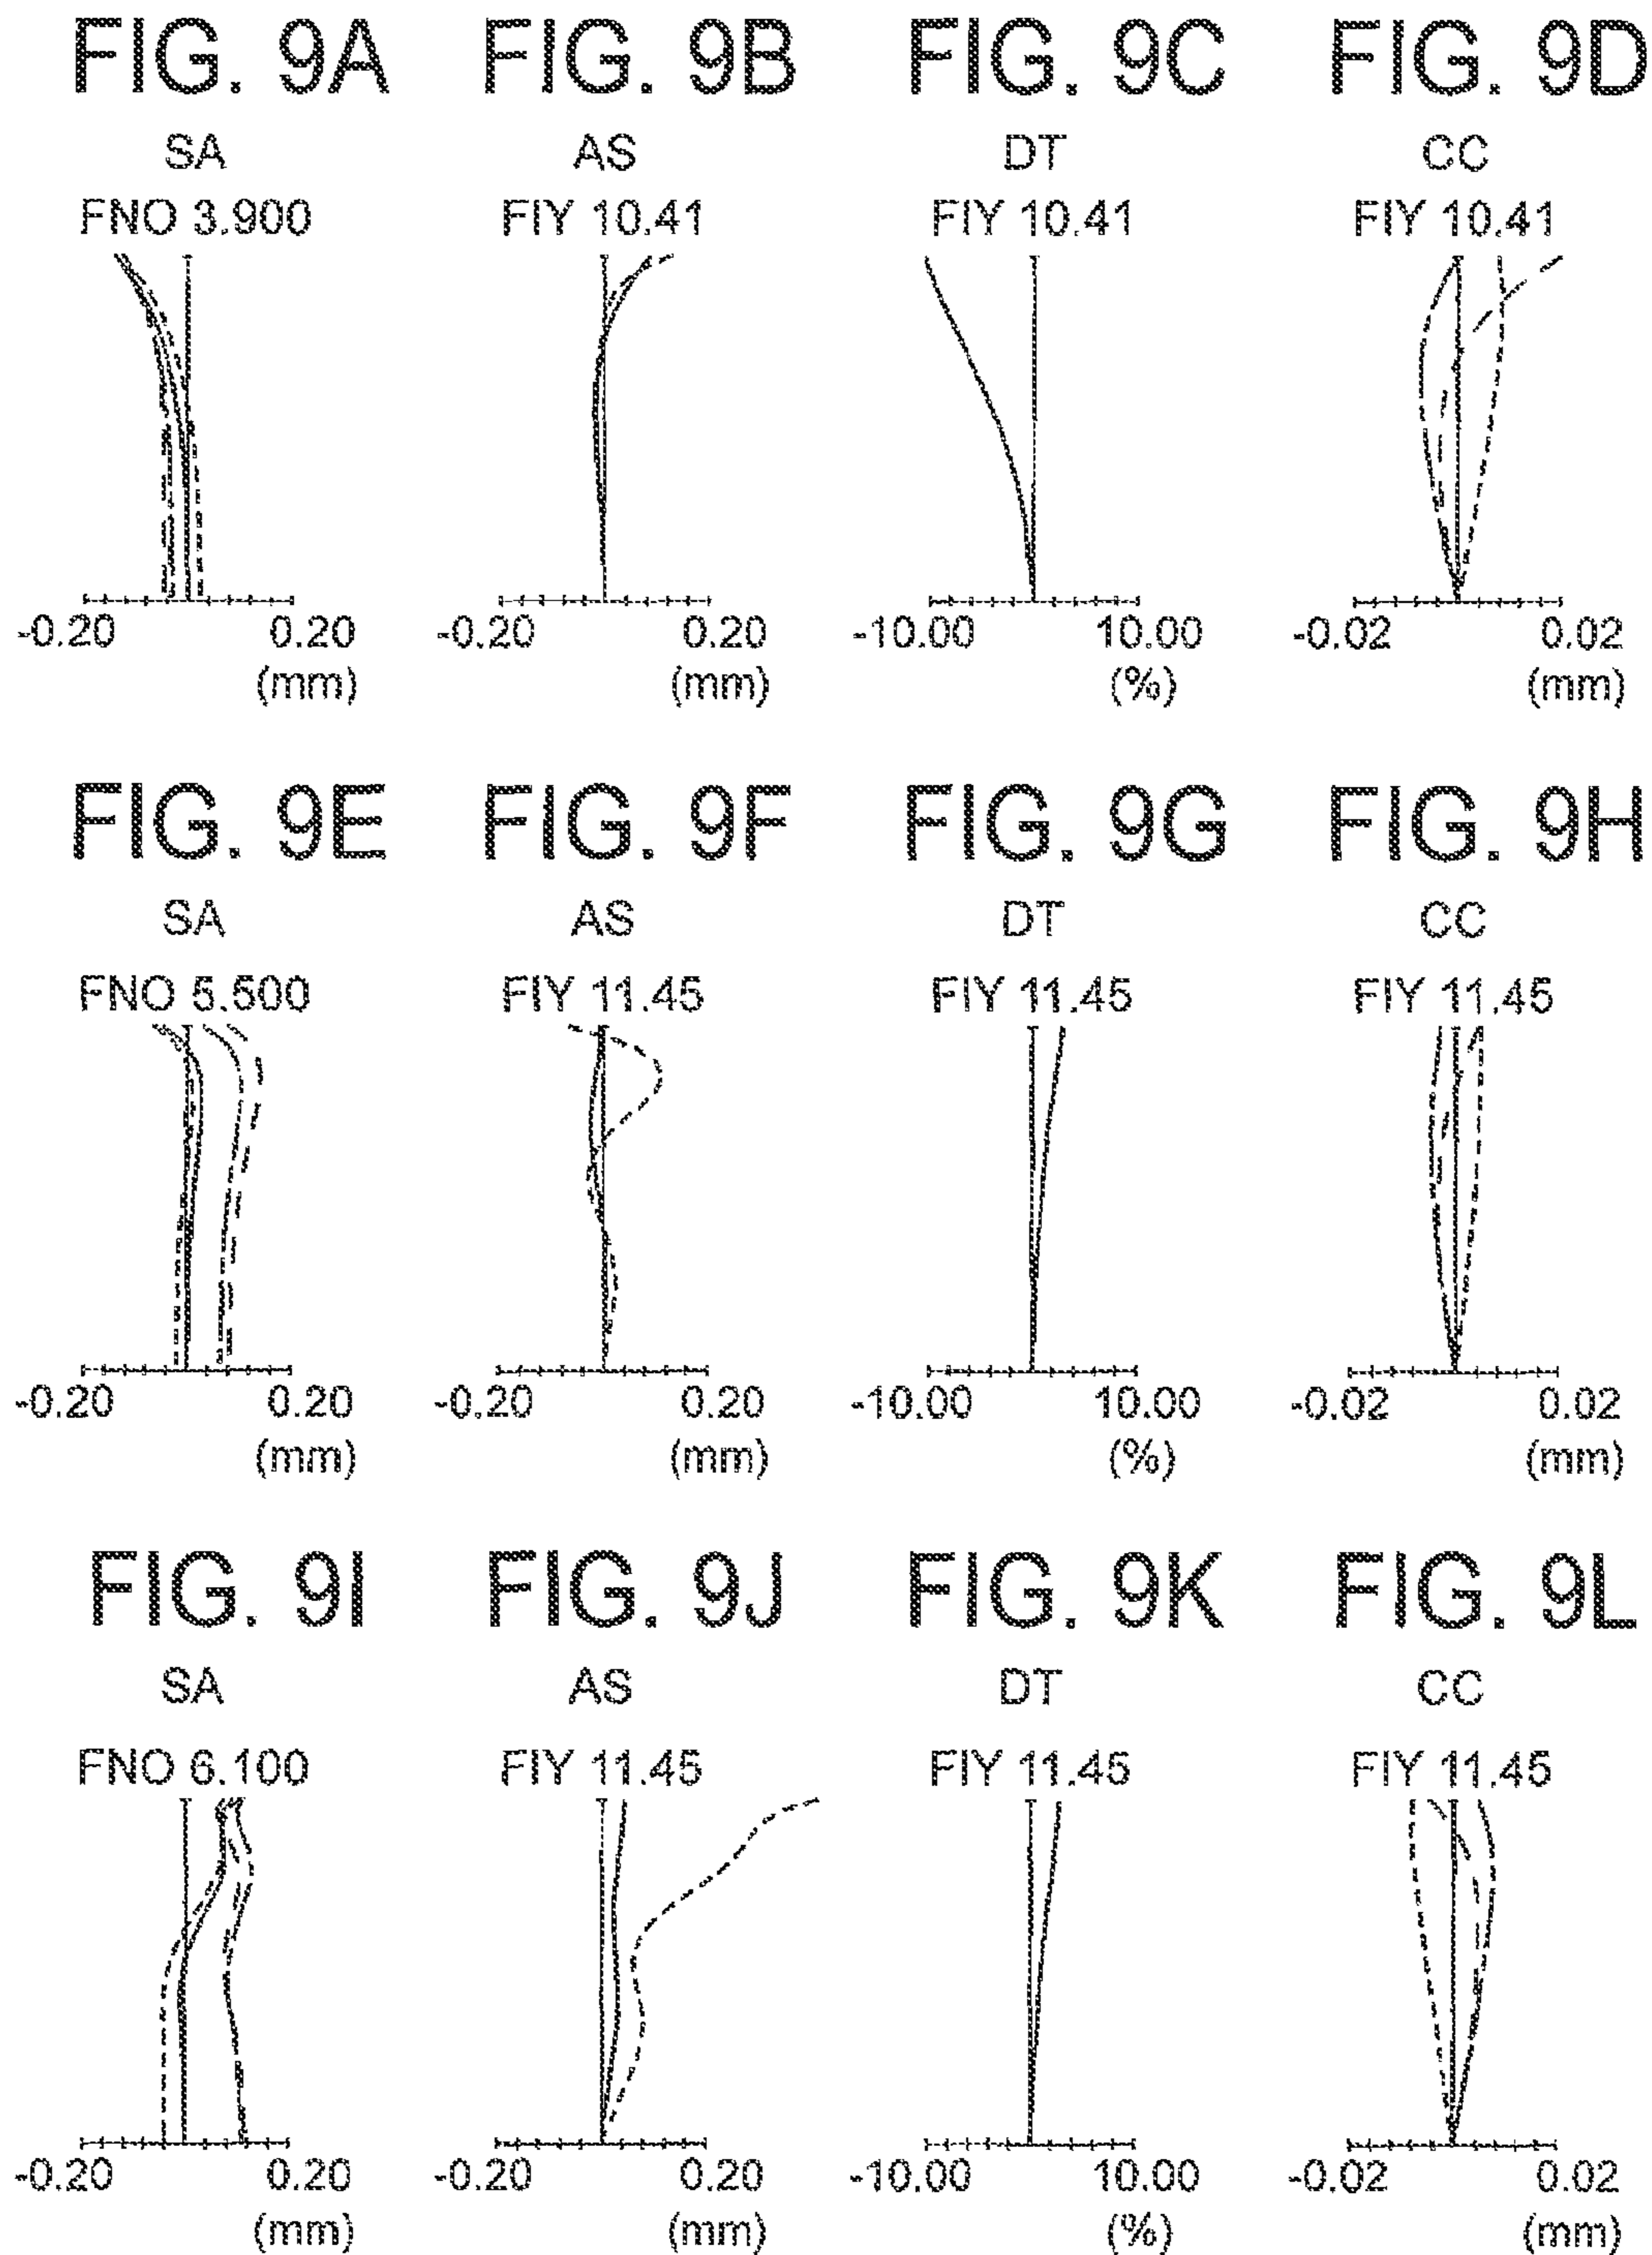 FIG. 9A FIG. 9B FIG. 9C FIG. 9D
SA AS DT CC
FNO 3.900 FIY 10.41 FIY 10.41 FIY 10.41
-0.20 0.20 -0.20 0.20 -10.00 10.00 -0.02 0.02
(mm) (mm) (%) (mm)
FIG. 9E FIG. 9F FIG. 9G FIG. 9H
SA AS DT CC
FNO 5.500 FIY 11.45 FIY 11.45 FIY 11.45
-0.20 0.20 -0.20 0.20 -10.00 10.00 -0.02 0.02
(mm) (mm) (%) (mm)
FIG. 9I FIG. 9J FIG. 9K FIG. 9L
SA AS DT CC
FNO 6.100 FIY 11.45 FIY 11.45 FIY 11.45
-0.20 0.20 -0.20 0.20 -10.00 10.00 -0.02 0.02
(mm) (mm) (%) (mm)